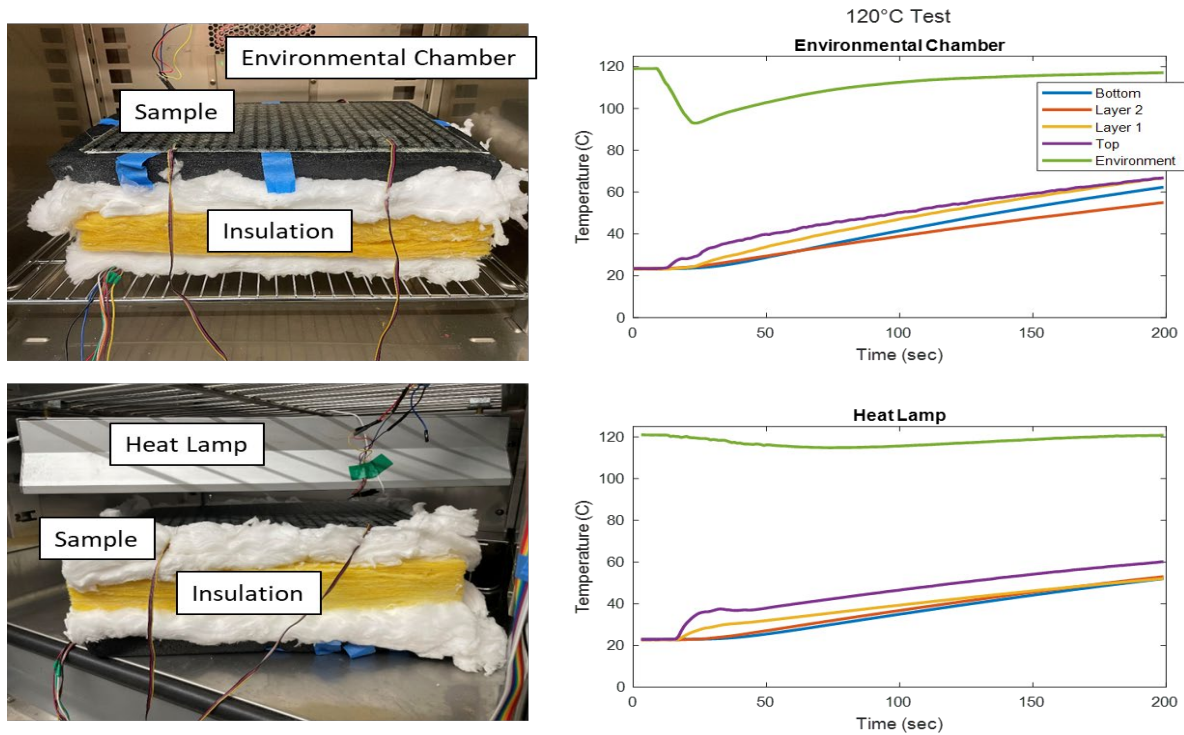 Environmental Chamber
Sample
Insulation
120°C Test
Environmental Chamber
Temperature (C)
120
100
80
60
40
20
0
Bottom
Layer 2
Layer 1
Top
Environment
0 50 100 150 200
Time (sec)
Heat Lamp
Sample
Insulation
Heat Lamp
Temperature (C)
120
100
80
60
40
20
0
0 50 100 150 200
Time (sec)